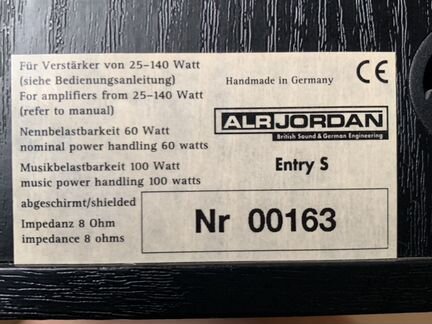 Für Verstärker von 25-140 Watt
(siehe Bedienungsanleitung)
For amplifiers from 25-140 Watt
(refer to manual)
Nennbelastbarkeit 60 Watt
nominal power handling 60 watts
Musikbelastbarkeit 100 Watt
music power handling 100 watts
abgeschirmt/shielded
Impedanz 8 Ohm
impedance 8 ohms
Handmade in Germany
CE
ALR JORDAN
British Sound & German Engineering
Entry S
Nr 00163